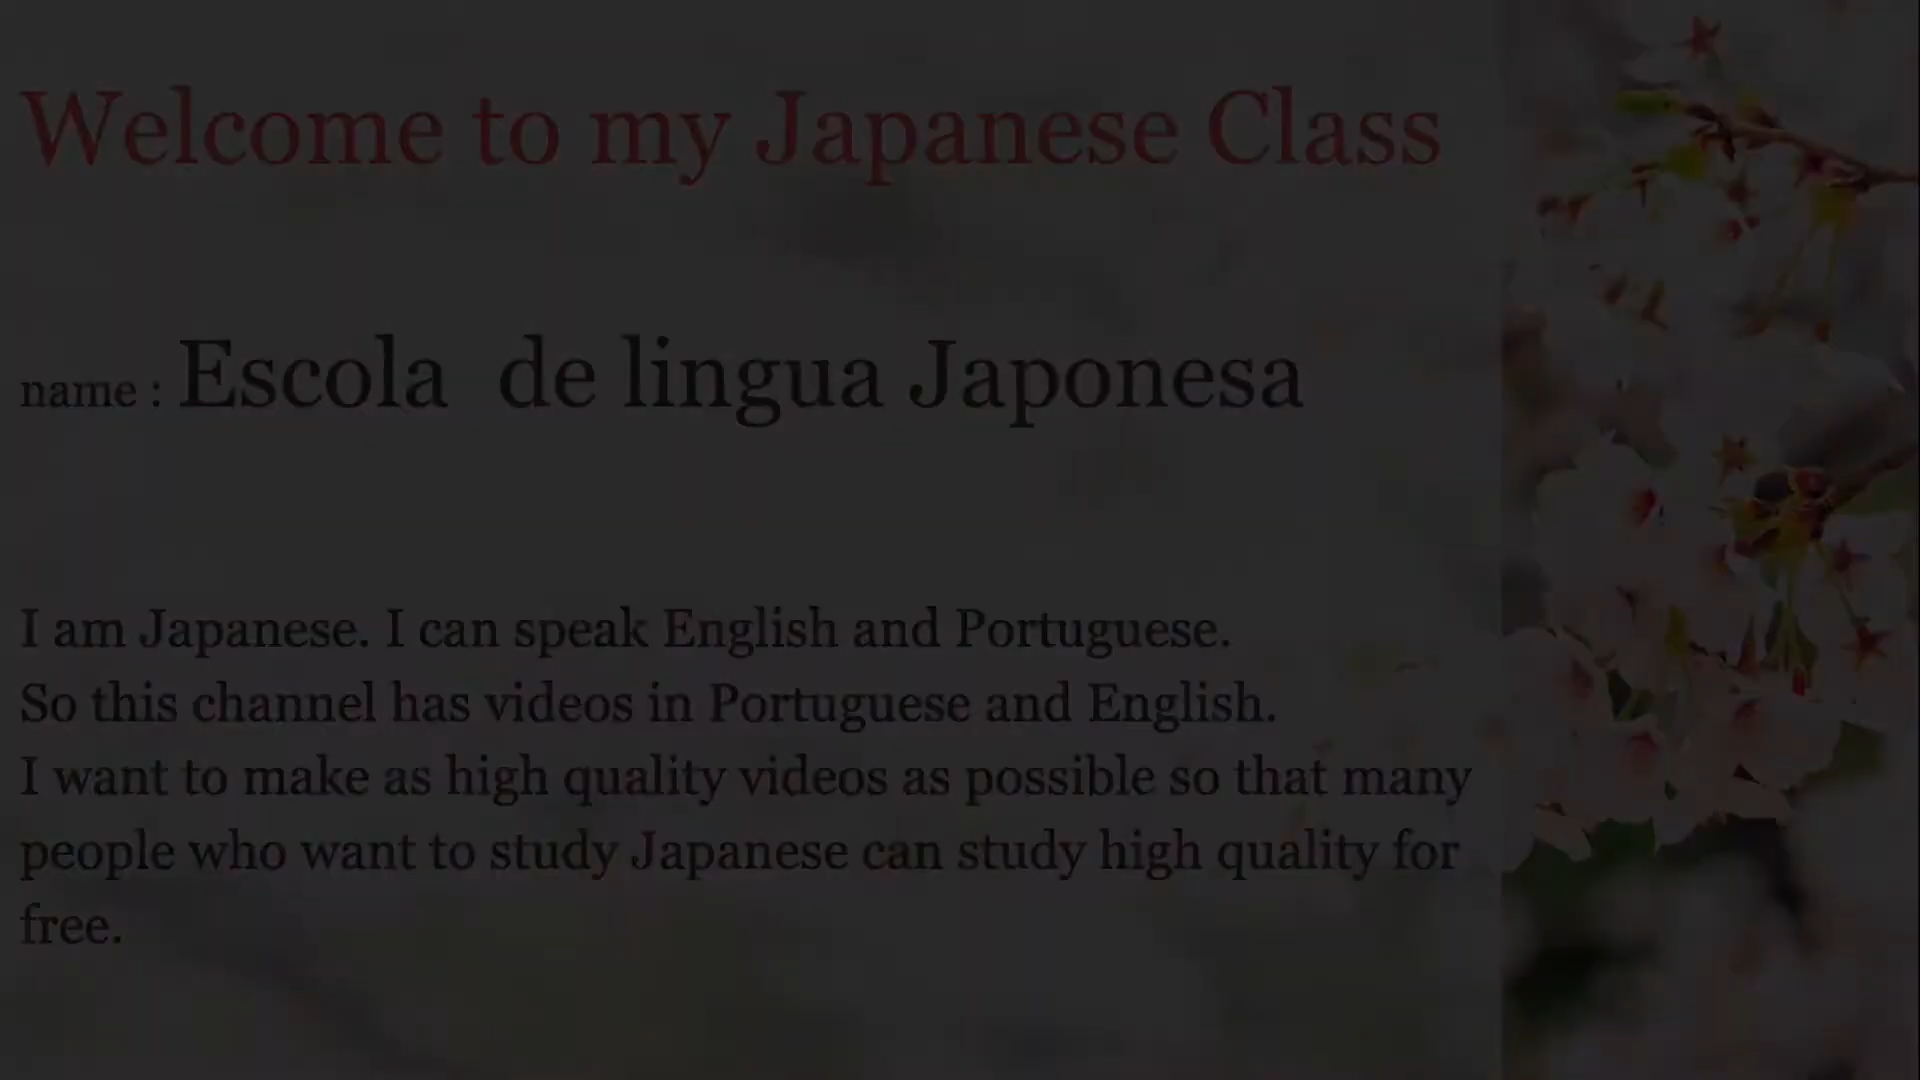 Welcome to my Japanese Class
name : Escola de lingua Japonesa
I am Japanese. I can speak English and Portuguese.
So this channel has videos in Portuguese and English.
I want to make as high quality videos as possible so that many
people who want to study Japanese can study high quality for
free.